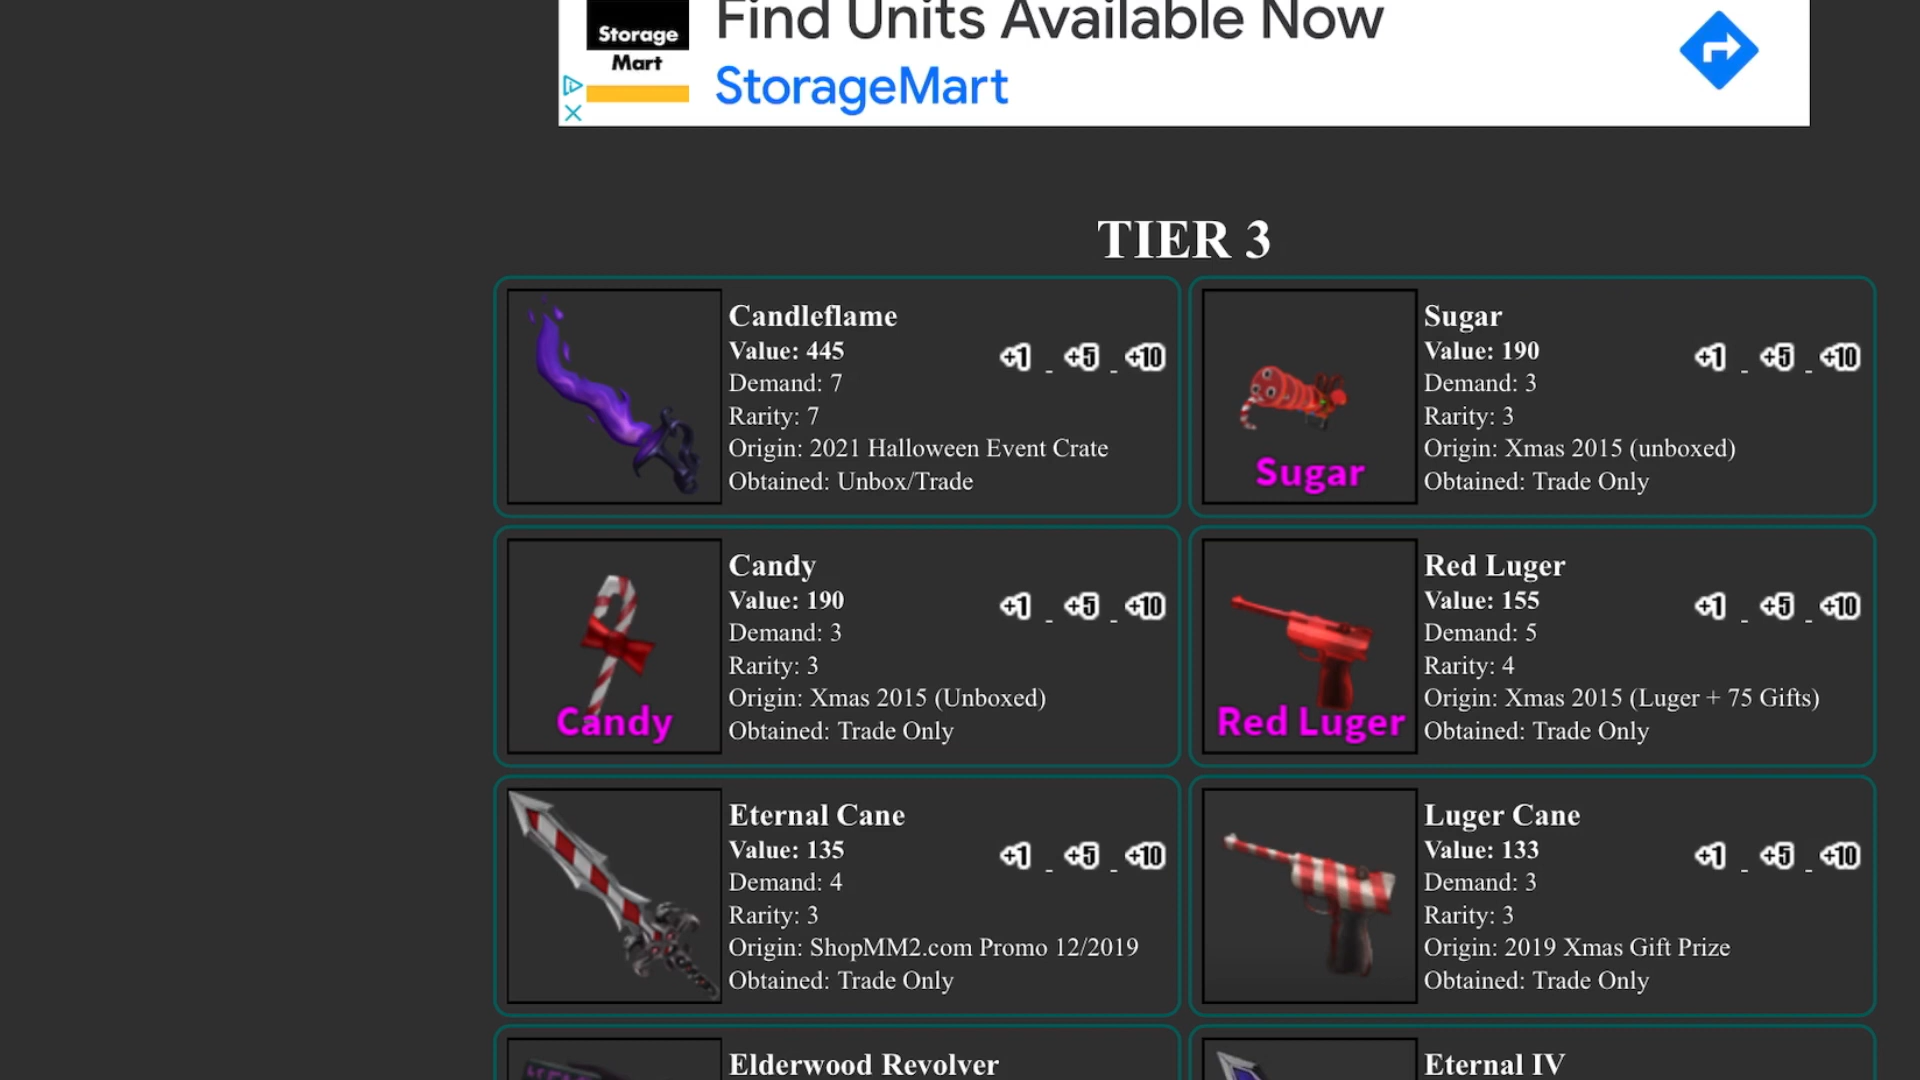 Find Units Available Now
Storage
Mart
StorageMart
TIER 3
Candleflame
Value: 445
+1 - +5 - +10
Demand: 7
Rarity: 7
Origin: 2021 Halloween Event Crate
Obtained: Unbox/Trade
Sugar
Sugar
Value: 190
+1 - +5 - +10
Demand: 3
Rarity: 3
Origin: Xmas 2015 (unboxed)
Obtained: Trade Only
Candy
Candy
Value: 190
+1 - +5 - +10
Demand: 3
Rarity: 3
Origin: Xmas 2015 (Unboxed)
Obtained: Trade Only
Red Luger
Red Luger
Value: 155
+1 - +5 - +10
Demand: 5
Rarity: 4
Origin: Xmas 2015 (Luger + 75 Gifts)
Obtained: Trade Only
Eternal Cane
Value: 135
+1 - +5 - +10
Demand: 4
Rarity: 3
Origin: ShopMM2.com Promo 12/2019
Obtained: Trade Only
Luger Cane
Value: 133
+1 - +5 - +10
Demand: 3
Rarity: 3
Origin: 2019 Xmas Gift Prize
Obtained: Trade Only
Elderwood Revolver
Eternal IV